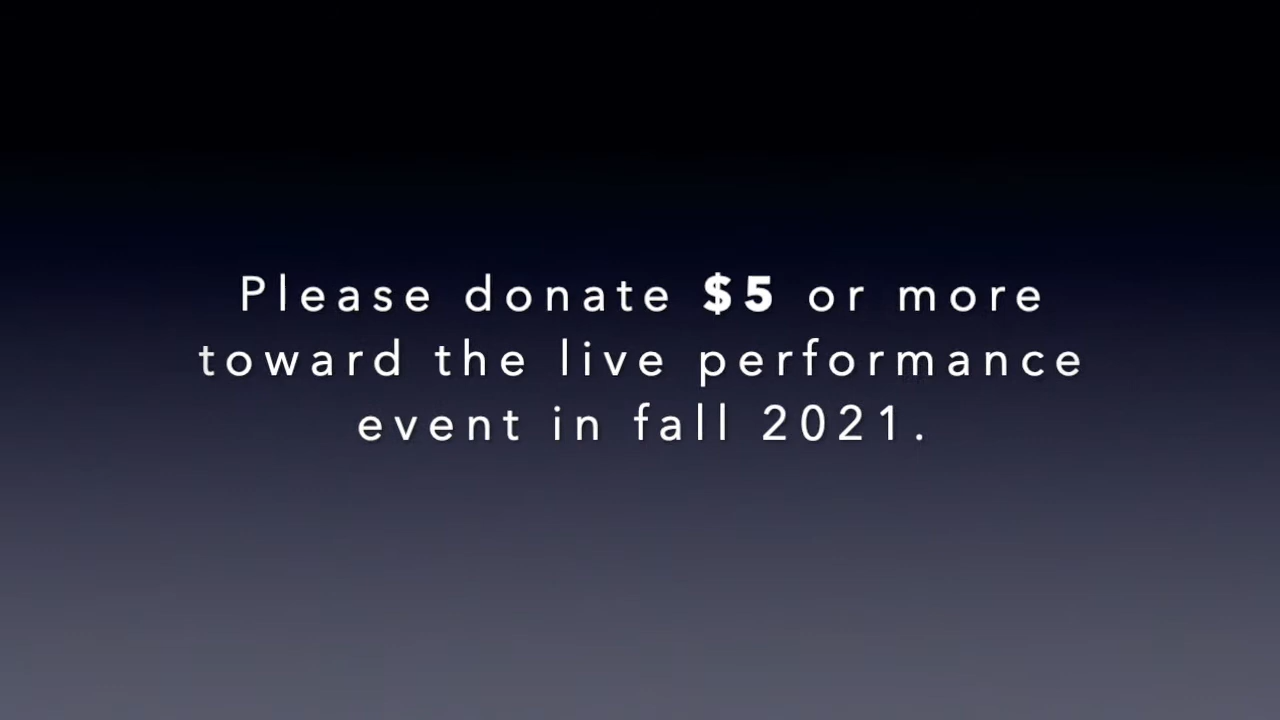 Please donate $5 or more
toward the live performance
event in fall 2021.